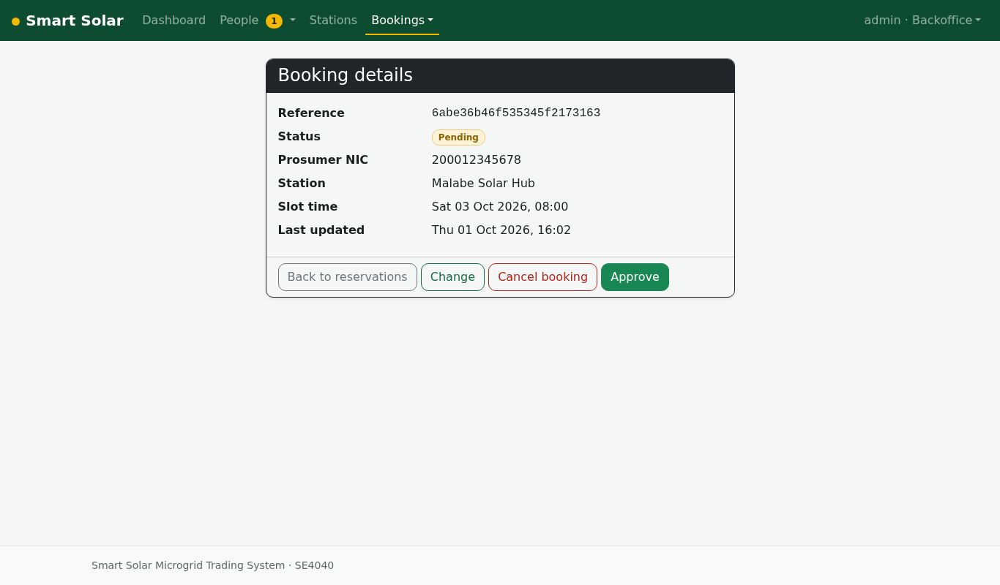 Smart Solar Dashboard People 1 Stations Bookings admin · Backoffice
Booking details
Reference 6abe36b46f535345f2173163
Status Pending
Prosumer NIC 200012345678
Station Malabe Solar Hub
Slot time Sat 03 Oct 2026, 08:00
Last updated Thu 01 Oct 2026, 16:02
Back to reservations Change Cancel booking Approve
Smart Solar Microgrid Trading System · SE4040